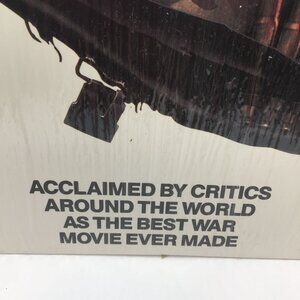 ACCLAIMED BY CRITICS
AROUND THE WORLD
AS THE BEST WAR
MOVIE EVER MADE